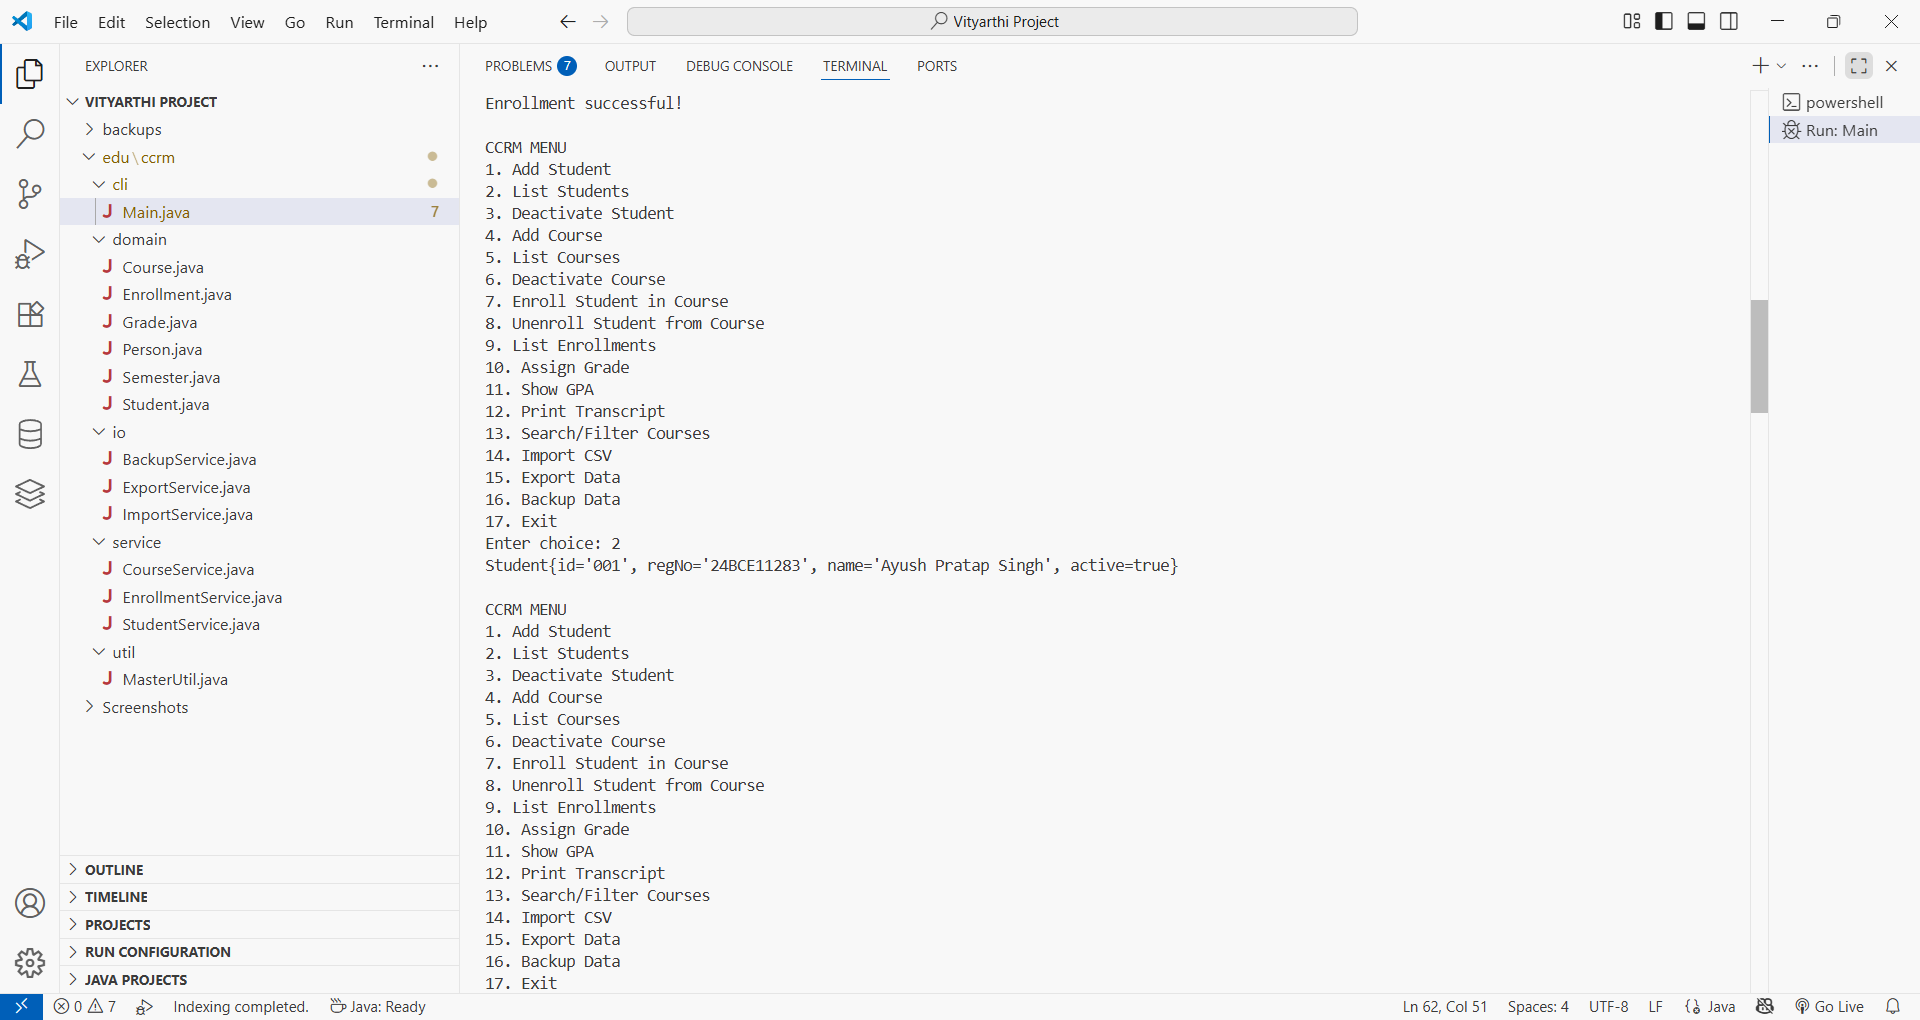 File Edit Selection View Go Run Terminal Help
Vityarthi Project
EXPLORER
VITYARTHI PROJECT
backups
edu\ccrm
cli
J Main.java 7
domain
J Course.java
J Enrollment.java
J Grade.java
J Person.java
J Semester.java
J Student.java
io
J BackupService.java
J ExportService.java
J ImportService.java
service
J CourseService.java
J EnrollmentService.java
J StudentService.java
util
J MasterUtil.java
Screenshots
OUTLINE
TIMELINE
PROJECTS
RUN CONFIGURATION
JAVA PROJECTS
PROBLEMS 7 OUTPUT DEBUG CONSOLE TERMINAL PORTS
Enrollment successful!
CCRM MENU
1. Add Student
2. List Students
3. Deactivate Student
4. Add Course
5. List Courses
6. Deactivate Course
7. Enroll Student in Course
8. Unenroll Student from Course
9. List Enrollments
10. Assign Grade
11. Show GPA
12. Print Transcript
13. Search/Filter Courses
14. Import CSV
15. Export Data
16. Backup Data
17. Exit
Enter choice: 2
Student{id='001', regNo='24BCE11283', name='Ayush Pratap Singh', active=true}
CCRM MENU
1. Add Student
2. List Students
3. Deactivate Student
4. Add Course
5. List Courses
6. Deactivate Course
7. Enroll Student in Course
8. Unenroll Student from Course
9. List Enrollments
10. Assign Grade
11. Show GPA
12. Print Transcript
13. Search/Filter Courses
14. Import CSV
15. Export Data
16. Backup Data
17. Exit
powershell
Run: Main
0 7 Indexing completed. Java: Ready
Ln 62, Col 51 Spaces: 4 UTF-8 LF Java Go Live